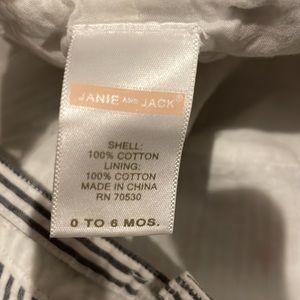 JANIE AND JACK®
SHELL:
100% COTTON
LINING:
100% COTTON
MADE IN CHINA
RN 70530
0 TO 6 MOS.